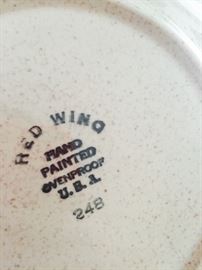 RED WING
HAND
PAINTED
OVENPROOF
U.S.A.
248